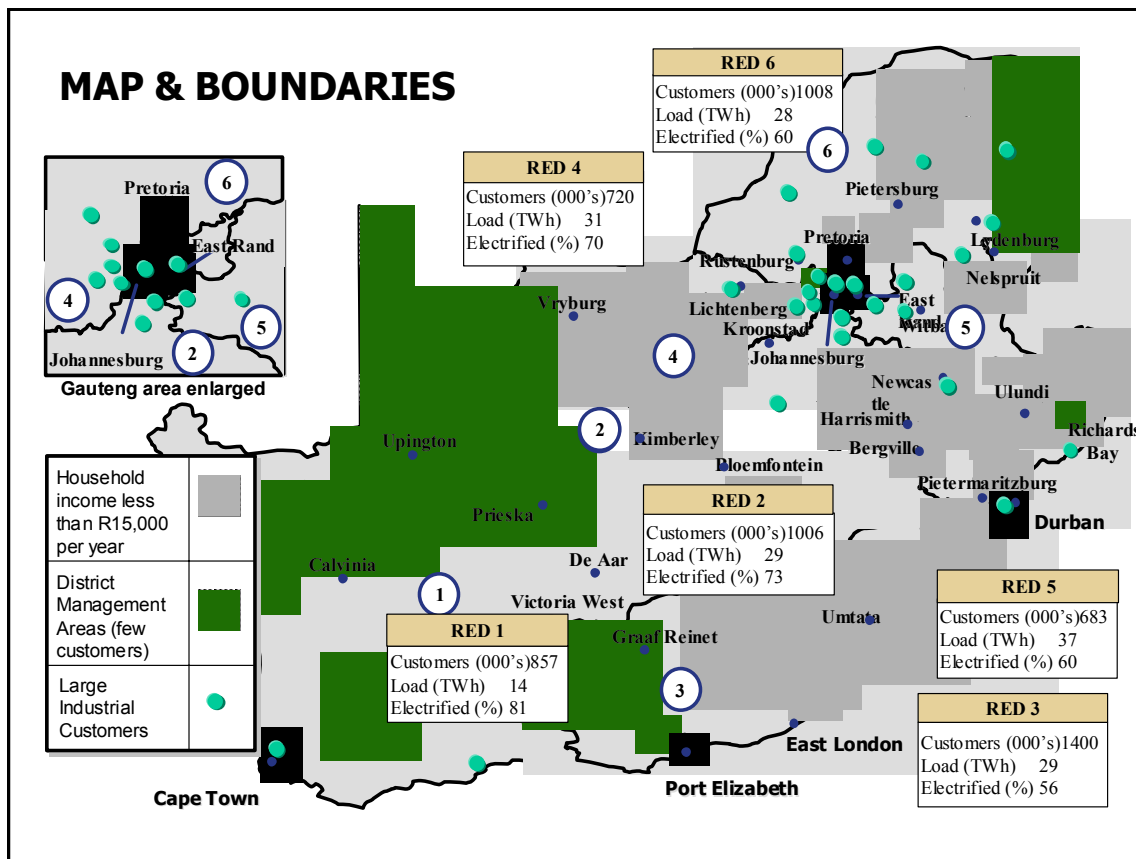 MAP & BOUNDARIES
RED 6
Customers (000's)1008
Load (TWh) 28
Electrified (%) 60
RED 4
Customers (000's)720
Load (TWh) 31
Electrified (%) 70
6
Pretoria
East Rand
4
5
2
Johannesburg
Gauteng area enlarged
6
Pietersburg
Pretoria
Rustenburg
Lydenburg
Nelspruit
Vryburg
Lichtenberg
East
Rand
Kroonstad
5
Johannesburg
4
Newcas
tle
Ulundi
Harrismith
2
Kimberley
Bergville
Richards
Bay
Upington
Bloemfontein
Pietermaritzburg
Durban
Household
income less
than R15,000
per year
District
Management
Areas (few
customers)
Large
Industrial
Customers
Prieska
RED 2
Customers (000's)1006
Load (TWh) 29
Electrified (%) 73
Calvinia
De Aar
1
Victoria West
Umtata
RED 5
Customers (000's)683
Load (TWh) 37
Electrified (%) 60
RED 1
Customers (000's)857
Load (TWh) 14
Electrified (%) 81
Graaf Reinet
3
RED 3
Customers (000's)1400
Load (TWh) 29
Electrified (%) 56
East London
Port Elizabeth
Cape Town